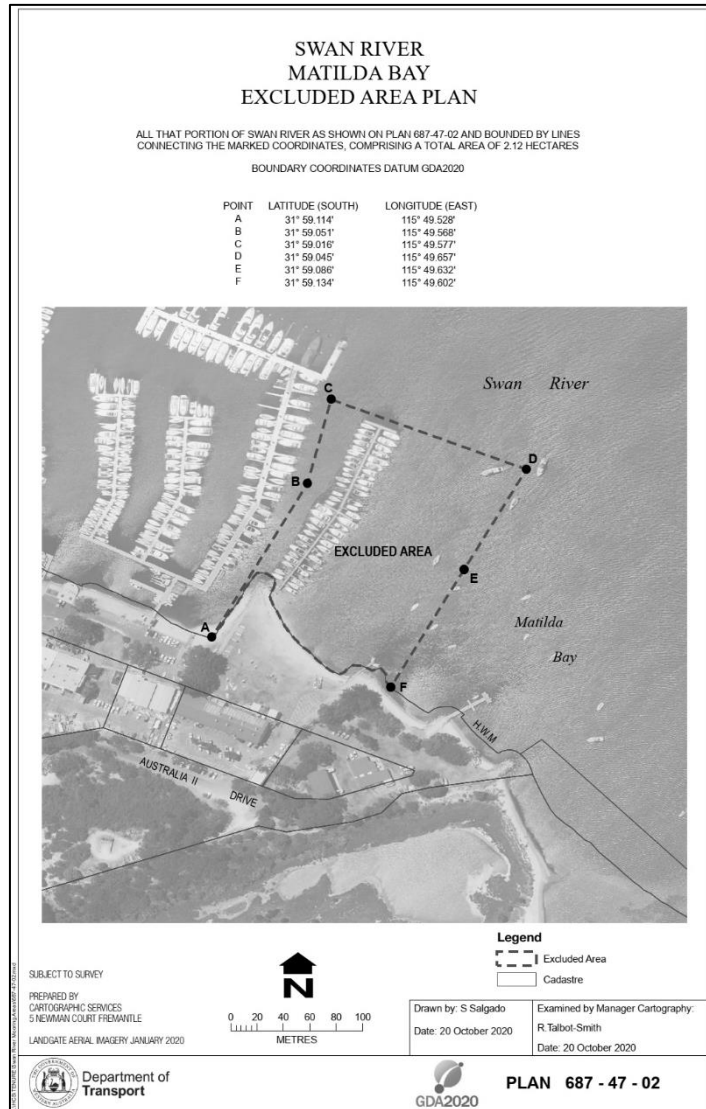 SWAN RIVER
MATILDA BAY
EXCLUDED AREA PLAN
ALL THAT PORTION OF SWAN RIVER AS SHOWN ON PLAN 687-47-02 AND BOUNDED BY LINES
CONNECTING THE MARKED COORDINATES, COMPRISING A TOTAL AREA OF 2.12 HECTARES
BOUNDARY COORDINATES DATUM GDA2020
POINT LATITUDE (SOUTH) LONGITUDE (EAST)
A 31° 59.114' 115° 49.528'
B 31° 59.051' 115° 49.568'
C 31° 59.016' 115° 49.577'
D 31° 59.045' 115° 49.657'
E 31° 59.086' 115° 49.632'
F 31° 59.134' 115° 49.602'
Swan River
C
D
B
EXCLUDED AREA
E
Matilda
Bay
A
F
H.W.M
AUSTRALIA II
DRIVE
Legend
Excluded Area
Cadastre
SUBJECT TO SURVEY
PREPARED BY
CARTOGRAPHIC SERVICES
5 NEWMAN COURT FREMANTLE
LANDGATE AERIAL IMAGERY JANUARY 2020
N
0 20 40 60 80 100
METRES
Drawn by: S Salgado
Date: 20 October 2020
Examined by Manager Cartography:
R.Talbot-Smith
Date: 20 October 2020
Department of
Transport
GDA2020
PLAN 687 - 47 - 02